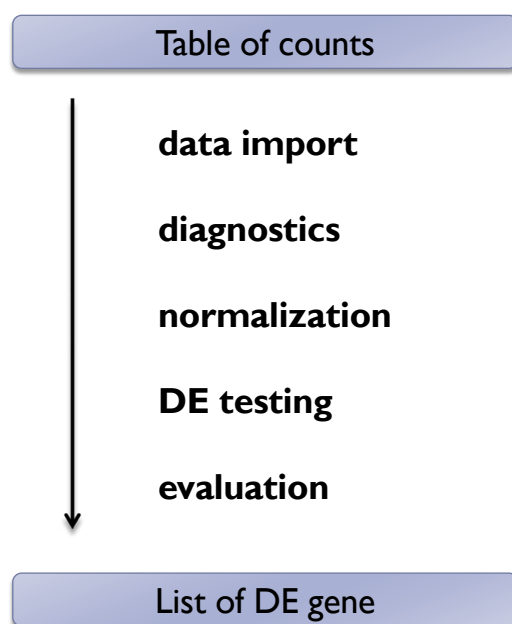 Table of counts
data import
diagnostics
normalization
DE testing
evaluation
List of DE gene